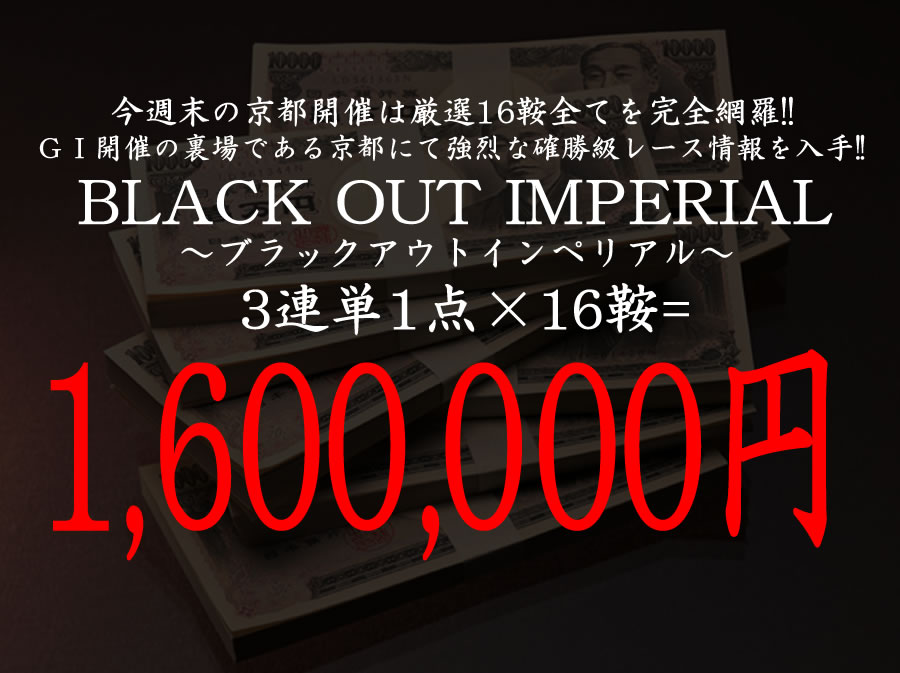 今週末の京都開催は厳選16鞍全てを完全網羅!!
GⅠ開催の裏場である京都にて強烈な確勝級レース情報を入手!!
BLACK OUT IMPERIAL
～ブラックアウトインペリアル～
3連単1点×16鞍=
1,600,000円
10000
10000